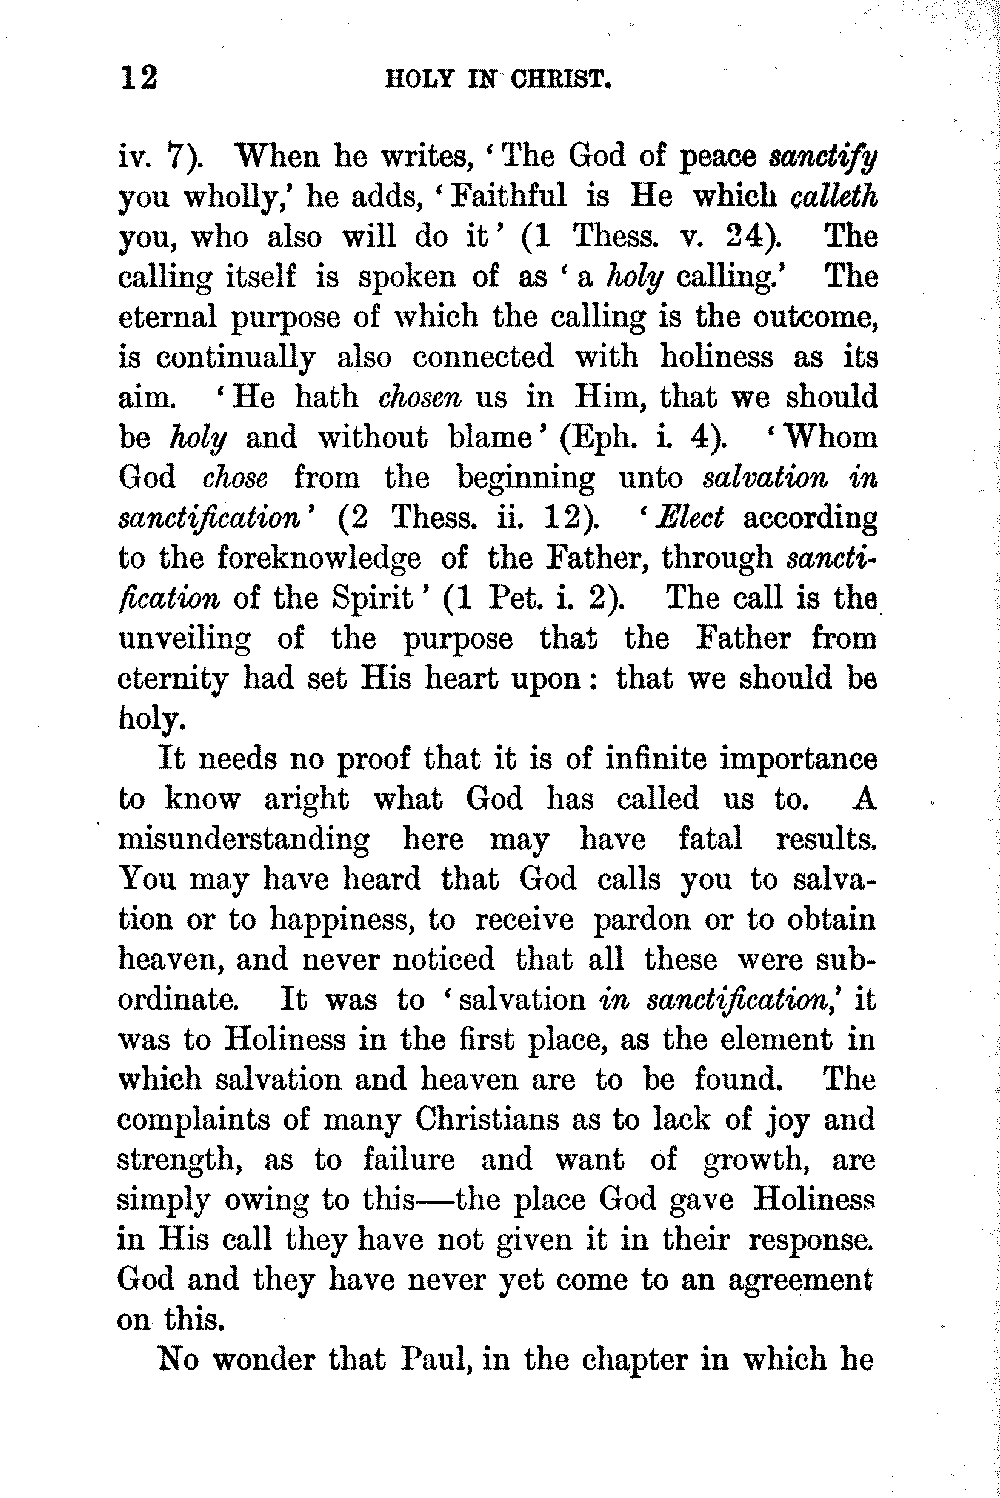 12 HOLY IN CHRIST.
iv. 7). When he writes, ‘The God of peace sanctify
you wholly,’ he adds, ‘Faithful is He which calleth
you, who also will do it’ (1 Thess. v. 24). The
calling itself is spoken of as ‘a holy calling.’ The
eternal purpose of which the calling is the outcome,
is continually also connected with holiness as its
aim. ‘He hath chosen us in Him, that we should
be holy and without blame’ (Eph. i. 4). ‘Whom
God chose from the beginning unto salvation in
sanctification’ (2 Thess. ii. 12). ‘Elect according
to the foreknowledge of the Father, through sancti-
fication of the Spirit’ (1 Pet. i. 2). The call is the
unveiling of the purpose that the Father from
eternity had set His heart upon: that we should be
holy.
It needs no proof that it is of infinite importance
to know aright what God has called us to. A
misunderstanding here may have fatal results.
You may have heard that God calls you to salva-
tion or to happiness, to receive pardon or to obtain
heaven, and never noticed that all these were sub-
ordinate. It was to ‘salvation in sanctification,’ it
was to Holiness in the first place, as the element in
which salvation and heaven are to be found. The
complaints of many Christians as to lack of joy and
strength, as to failure and want of growth, are
simply owing to this—the place God gave Holiness
in His call they have not given it in their response.
God and they have never yet come to an agreement
on this.
No wonder that Paul, in the chapter in which he